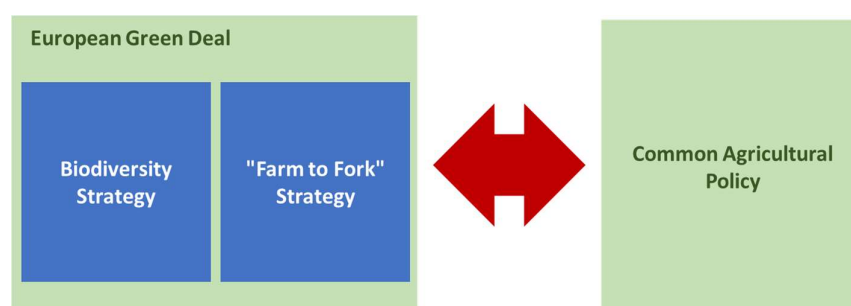 European Green Deal
Biodiversity
Strategy
"Farm to Fork"
Strategy
Common Agricultural
Policy